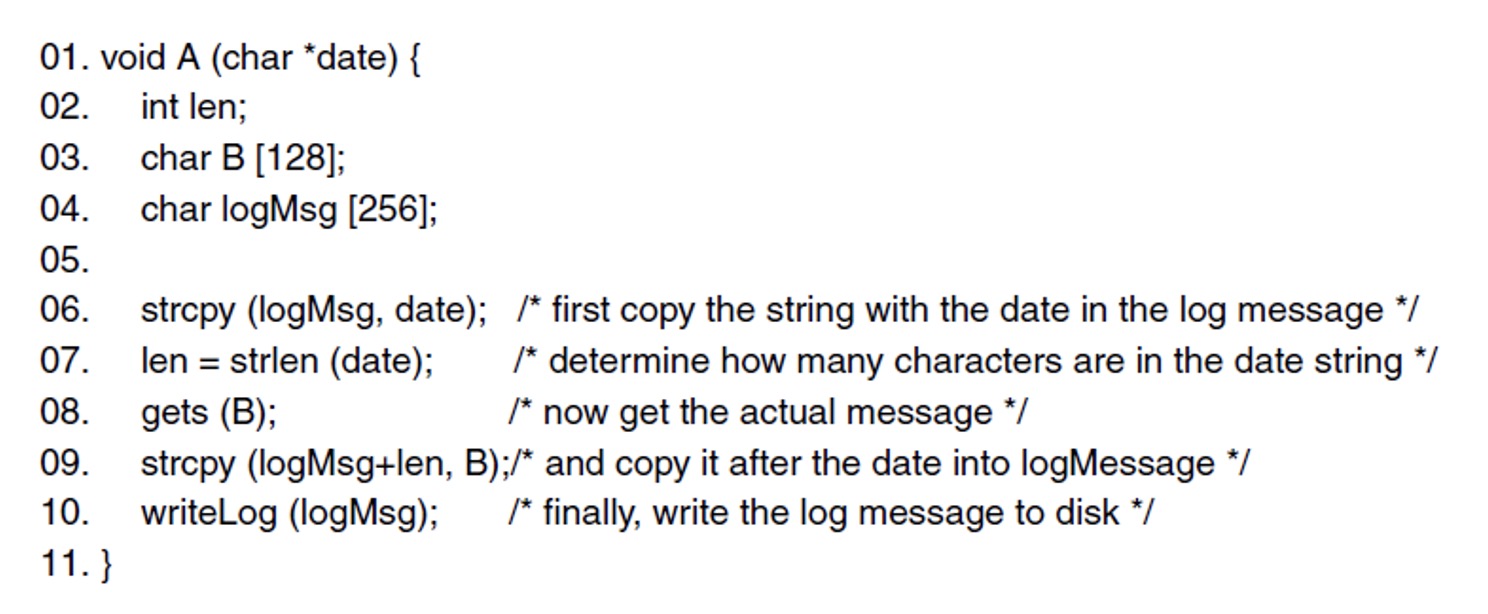 01. void A (char *date) {
02. int len;
03. char B [128];
04. char logMsg [256];
05.
06. strcpy (logMsg, date); /* first copy the string with the date in the log message */
07. len = strlen (date); /* determine how many characters are in the date string */
08. gets (B); /* now get the actual message */
09. strcpy (logMsg+len, B);/* and copy it after the date into logMessage */
10. writeLog (logMsg); /* finally, write the log message to disk */
11. }